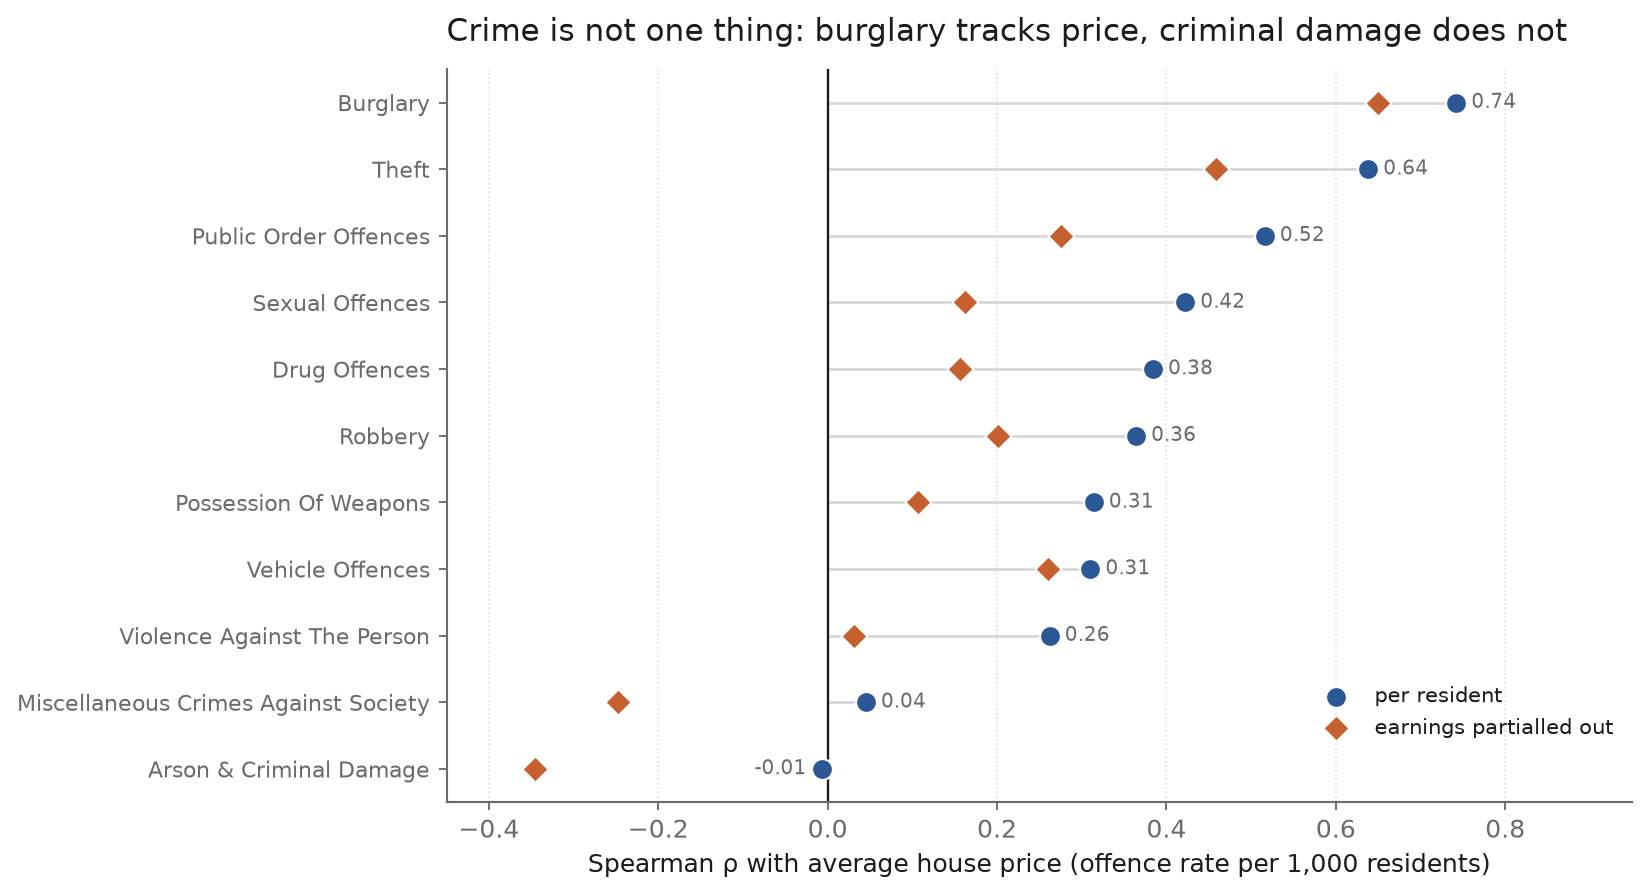 Crime is not one thing: burglary tracks price, criminal damage does not
Burglary
0.74
Theft
0.64
Public Order Offences
0.52
Sexual Offences
0.42
Drug Offences
0.38
Robbery
0.36
Possession Of Weapons
0.31
Vehicle Offences
0.31
Violence Against The Person
0.26
Miscellaneous Crimes Against Society
0.04
Arson & Criminal Damage
-0.01
per resident
earnings partialled out
−0.4
−0.2
0.0
0.2
0.4
0.6
0.8
Spearman ρ with average house price (offence rate per 1,000 residents)